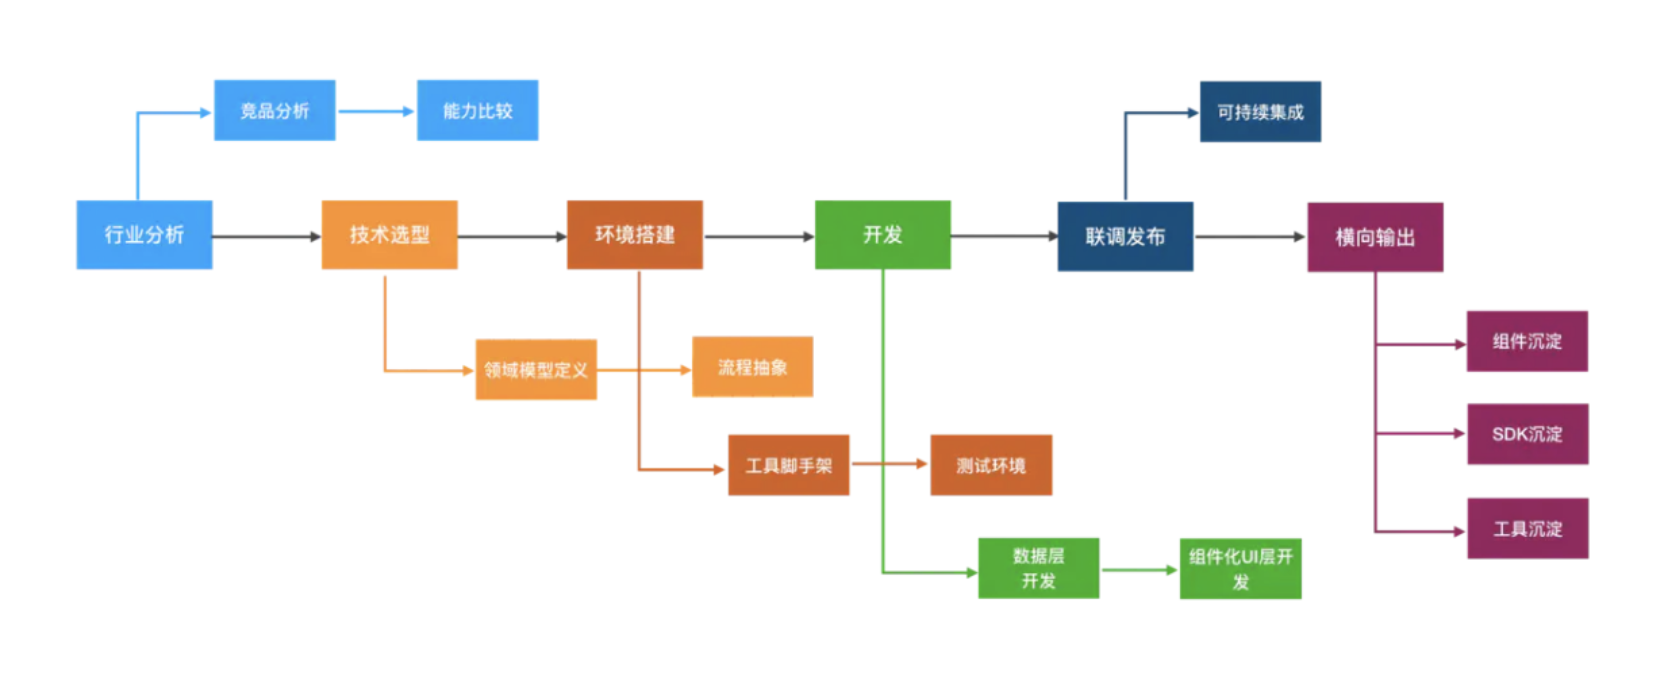 竞品分析
能力比较
可持续集成
行业分析
技术选型
环境搭建
开发
联调发布
横向输出
领域模型定义
流程抽象
组件沉淀
工具脚手架
测试环境
SDK沉淀
数据层
开发
组件化UI层开
发
工具沉淀